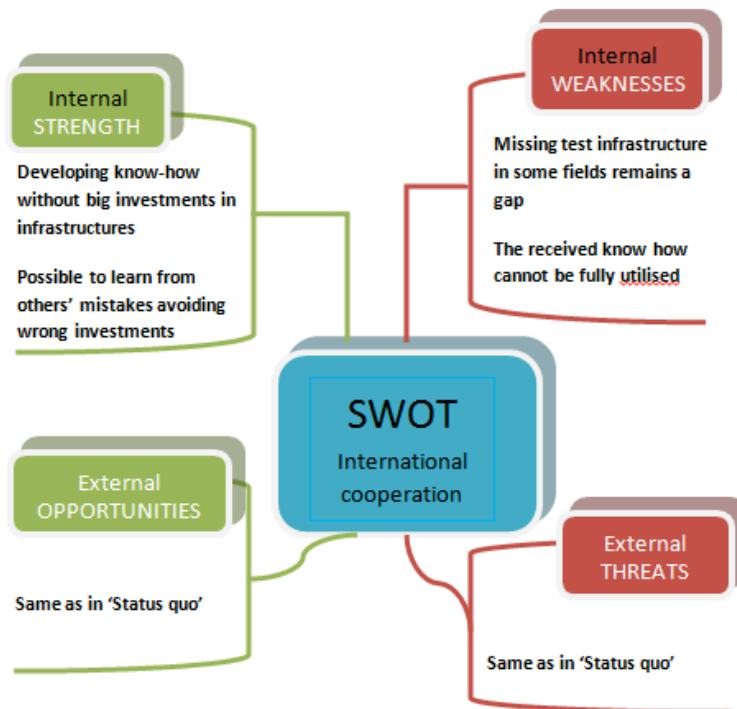 Internal
STRENGTH
Developing know-how
without big investments in
infrastructures
Possible to learn from
others’ mistakes avoiding
wrong investments
Internal
WEAKNESSES
Missing test infrastructure
in some fields remains a
gap
The received know how
cannot be fully utilised
SWOT
International
cooperation
External
OPPORTUNITIES
Same as in ‘Status quo’
External
THREATS
Same as in ‘Status quo’